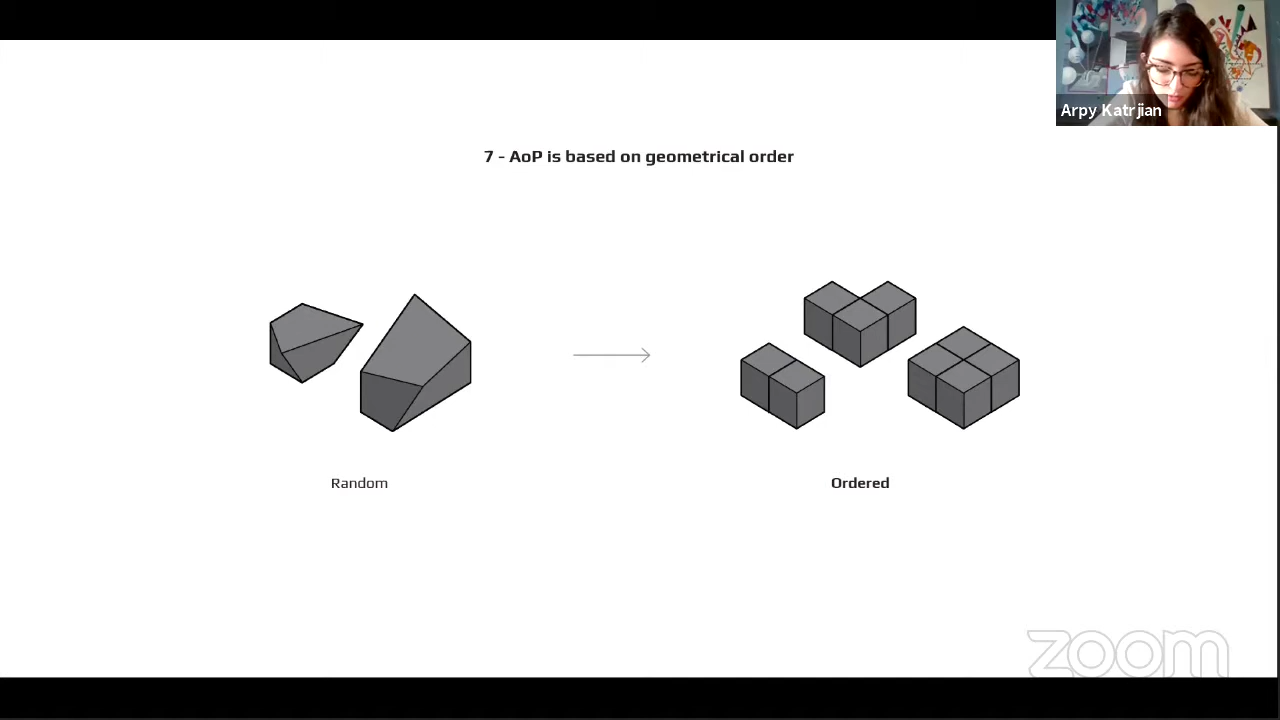 Arpy Katrjian
7 - AoP is based on geometrical order
Random
Ordered
zoom